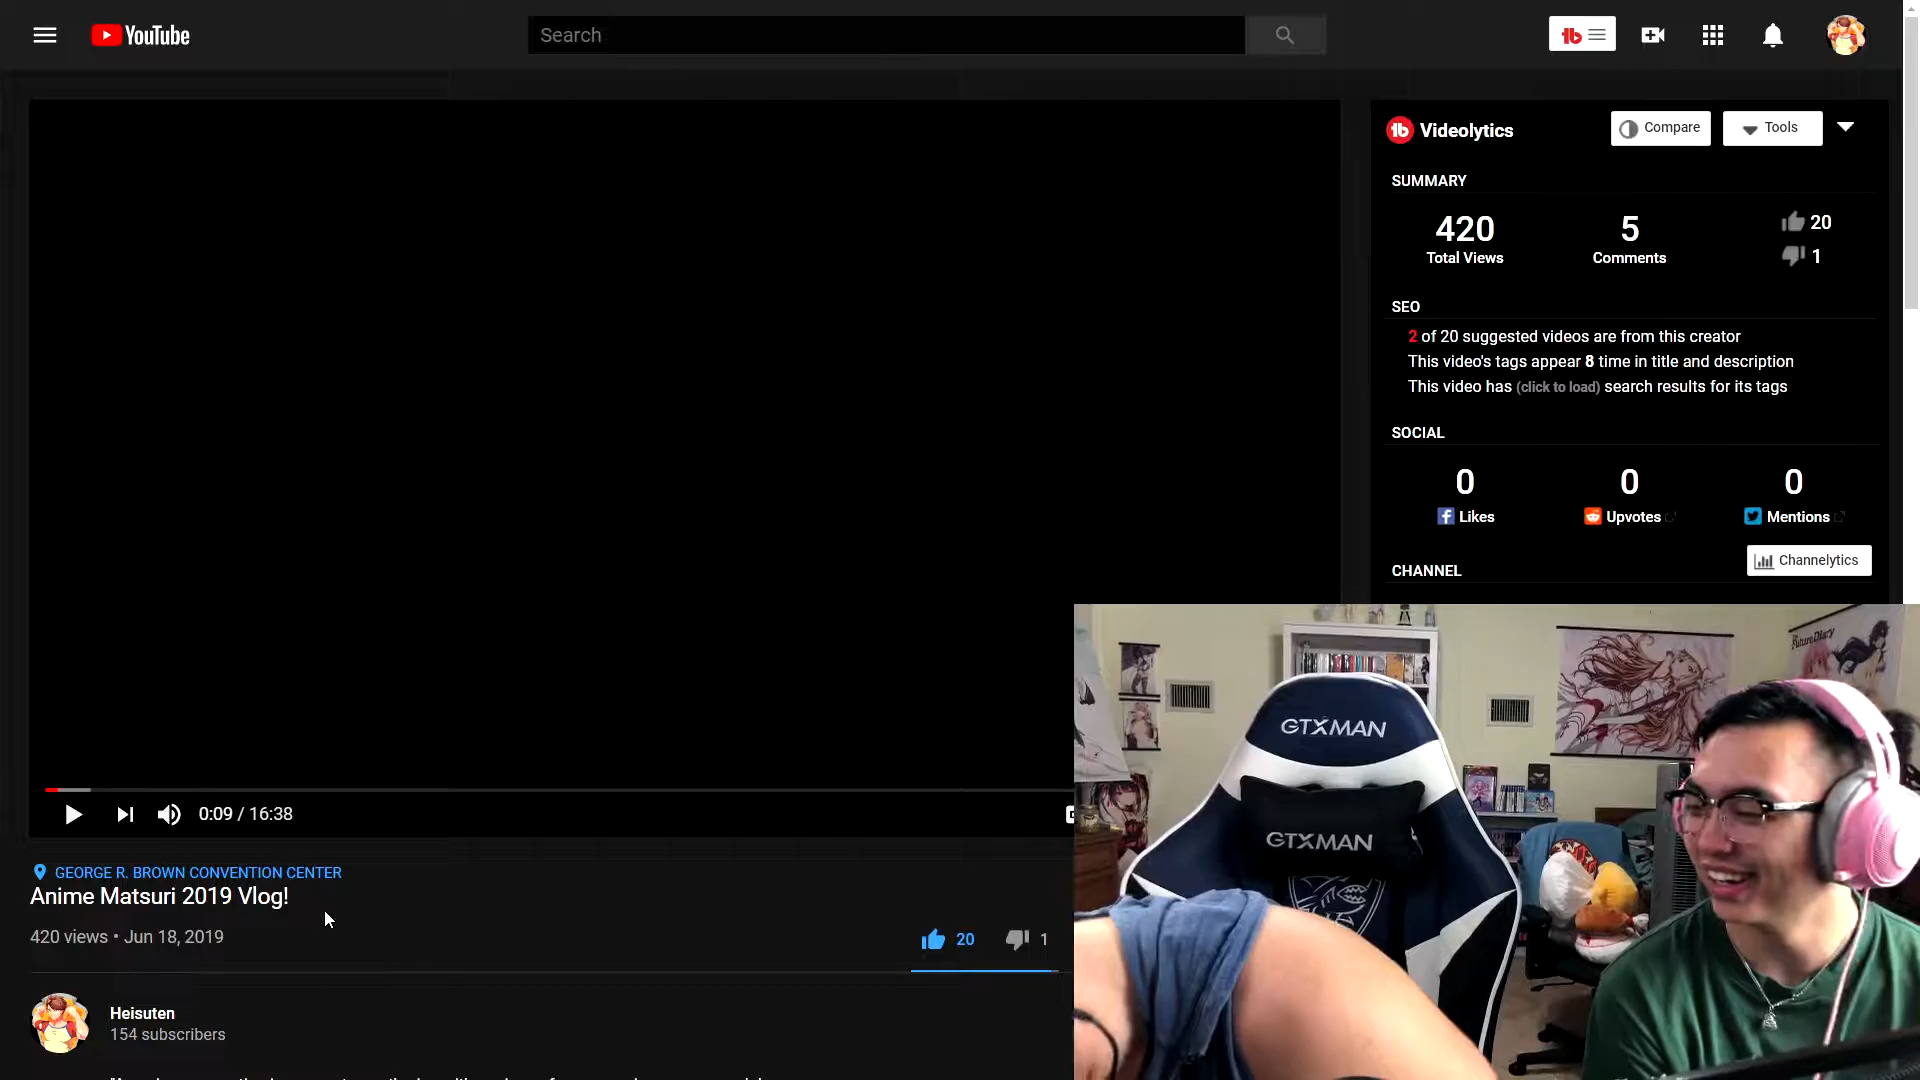 YouTube
Search
Videolytics
Compare
Tools
SUMMARY
420
Total Views
5
Comments
20
1
SEO
2 of 20 suggested videos are from this creator
This video's tags appear 8 time in title and description
This video has (click to load) search results for its tags
SOCIAL
0
Likes
0
Upvotes
0
Mentions
CHANNEL
Channelytics
0:09 / 16:38
GEORGE R. BROWN CONVENTION CENTER
Anime Matsuri 2019 Vlog!
420 views • Jun 18, 2019
20
1
Heisuten
154 subscribers
GTXMAN
GTXMAN
Future Diary